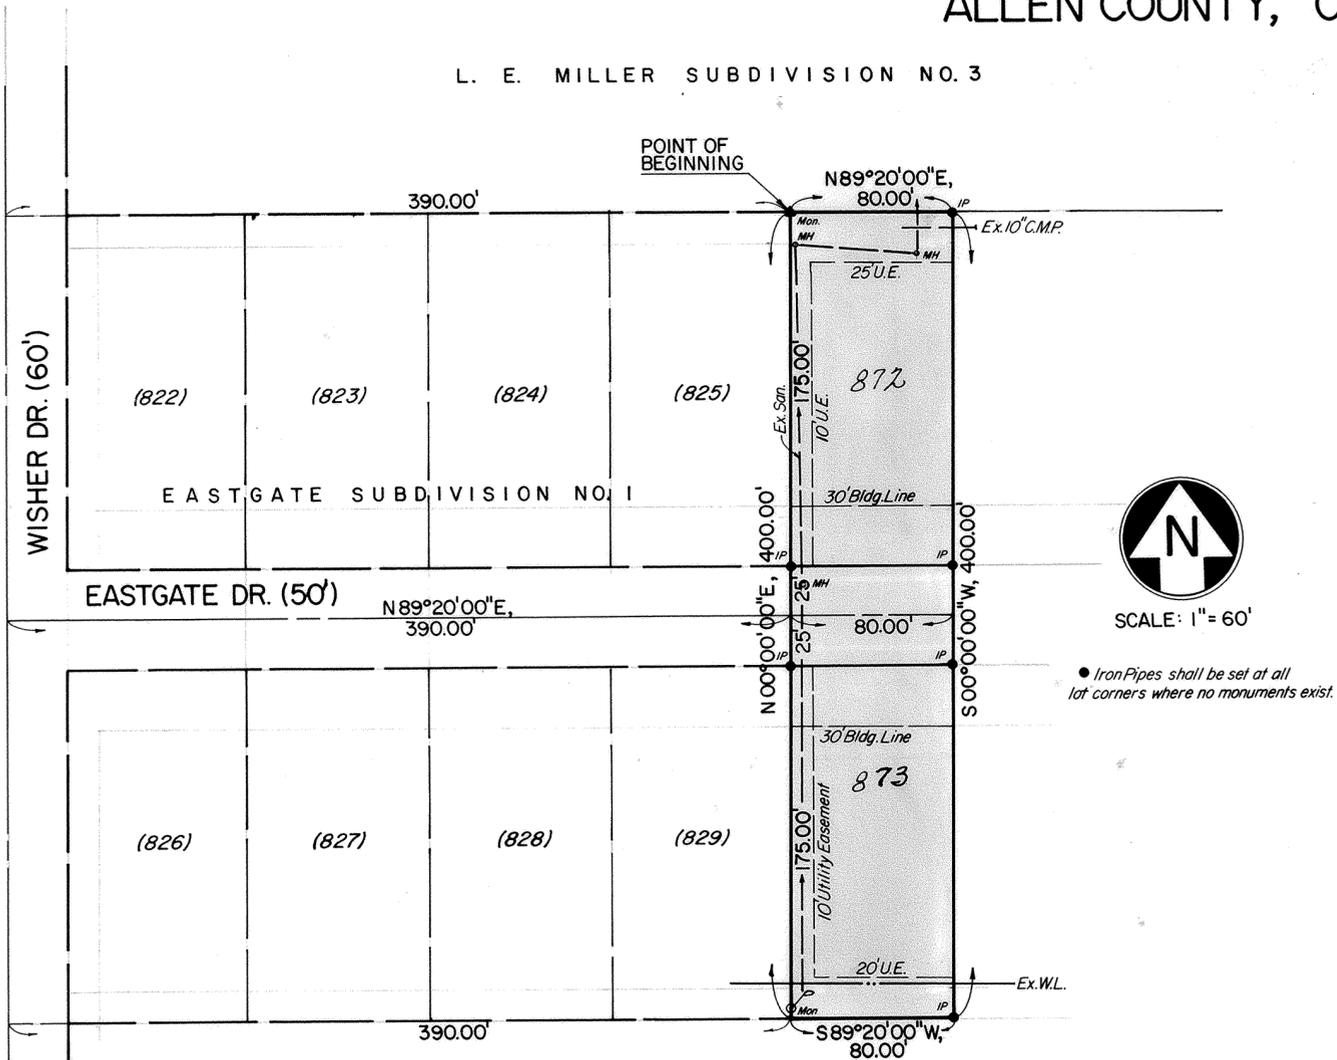 ALLEN COUNTY,
L. E. MILLER SUBDIVISION NO. 3
POINT OF
BEGINNING
N89°20'00"E,
80.00'
390.00'
IP
Mon.
MH
MH
Ex.10"C.M.P.
25'U.E.
WISHER DR. (60')
(822)
(823)
(824)
(825)
Ex.San.
175.00'
10'U.E.
872
EASTGATE SUBDIVISION NO. 1
30'Bldg.Line
N
SCALE: 1"=60'
● Iron Pipes shall be set at all
lot corners where no monuments exist.
N00°00'00"E, 400.00'
S00°00'00"W, 400.00'
IP
IP
EASTGATE DR. (50')
N89°20'00"E,
390.00'
25'
MH
80.00'
25'
IP
IP
30'Bldg.Line
873
(826)
(827)
(828)
(829)
175.00'
10'Utility Easement
20'U.E.
Ex.W.L.
P
Mon
IP
390.00'
S89°20'00"W,
80.00'